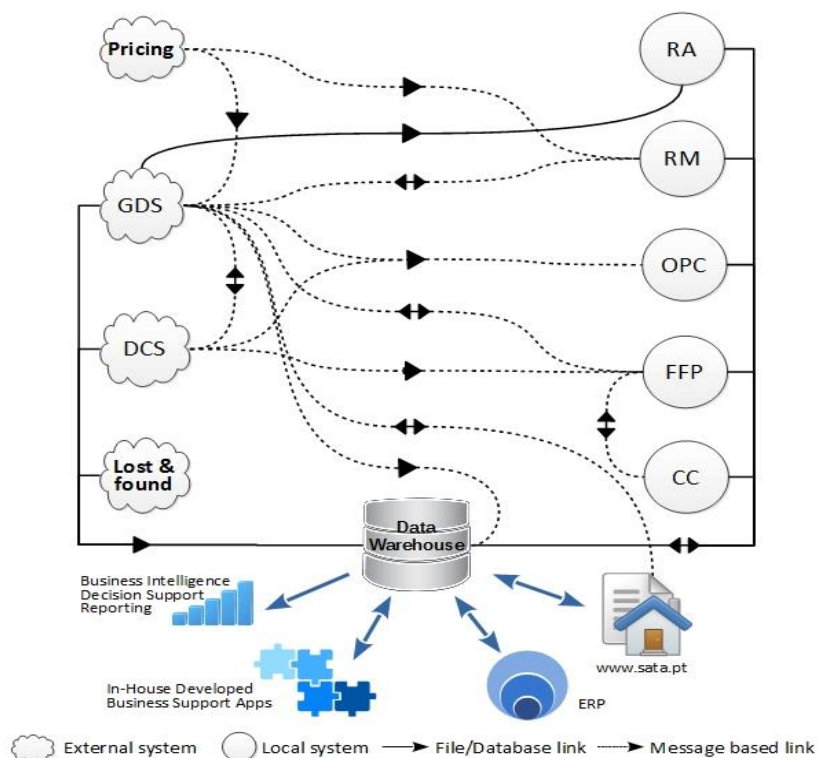 Pricing
RA
RM
GDS
OPC
DCS
FFP
Lost &
found
CC
Data
Warehouse
Business Intelligence
Decision Support
Reporting
www.sata.pt
In-House Developed
Business Support Apps
ERP
External system
Local system
File/Database link
Message based link